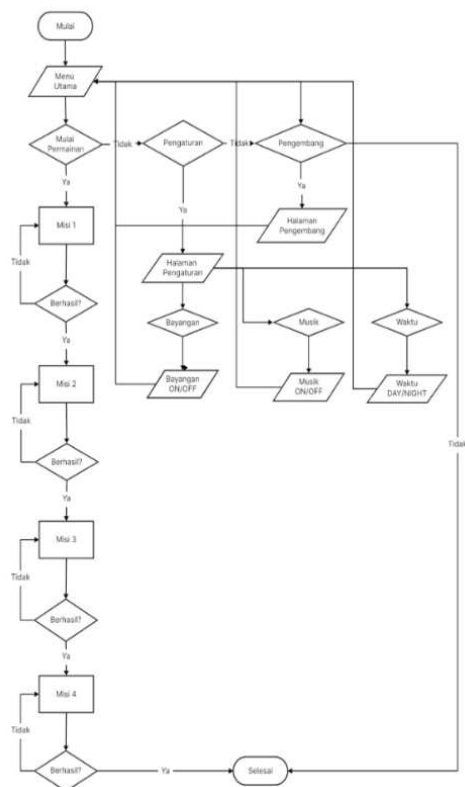 Mulai
Menu
Utama
Mulai
Permainan
Tidak
Pengaturan
Tidak
Pengembang
Ya
Ya
Ya
Misi 1
Halaman
Pengembang
Tidak
Halaman
Pengaturan
Berhasil?
Bayangan
Musik
Waktu
Ya
Misi 2
Bayangan
ON/OFF
Musik
ON/OFF
Waktu
DAY/NIGHT
Tidak
Tidak
Berhasil?
Ya
Misi 3
Tidak
Berhasil?
Ya
Misi 4
Tidak
Berhasil?
Ya
Selesai